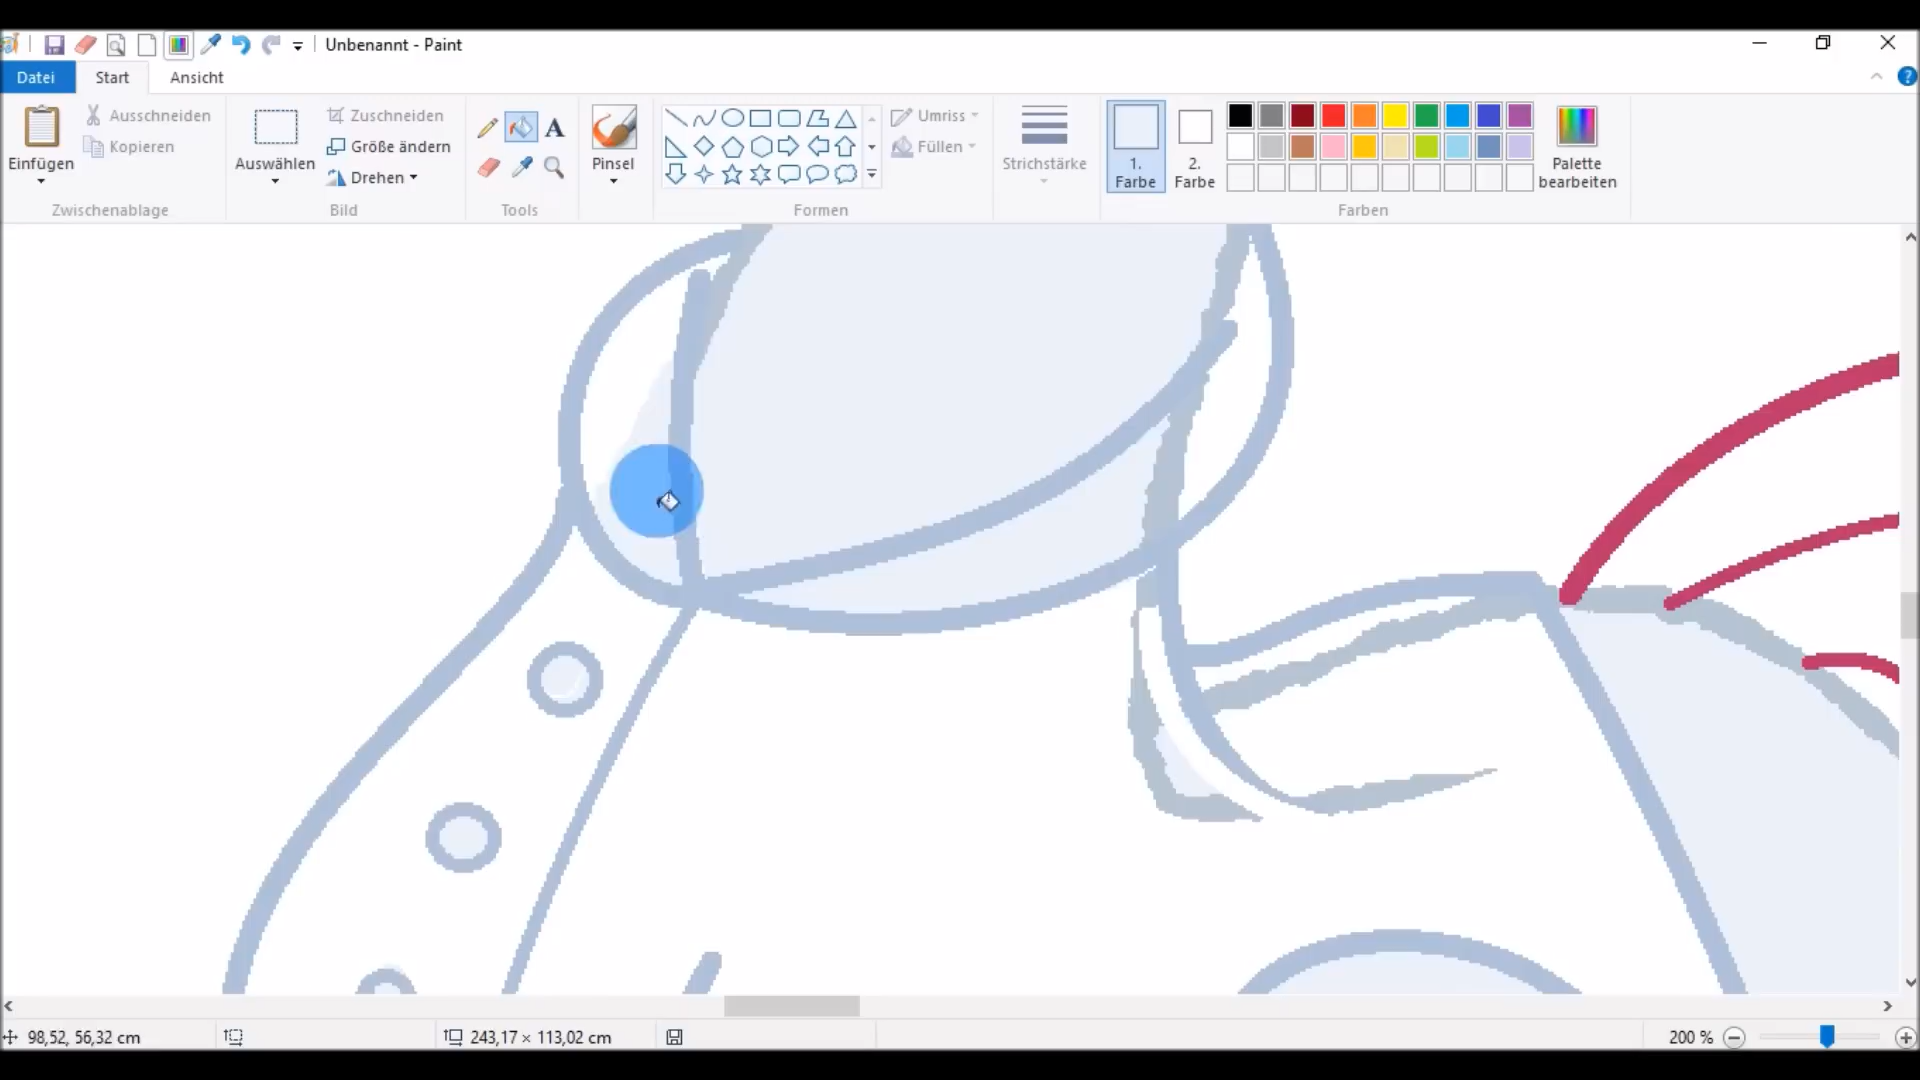 Unbenannt - Paint
Datei Start Ansicht
Einfügen
Ausschneiden
Kopieren
Zwischenablage
Auswählen
Zuschneiden
Größe ändern
Drehen
Bild
A
Tools
Pinsel
Umriss
Füllen
Formen
Strichstärke
1.
Farbe
2.
Farbe
Palette
bearbeiten
Farben
98,52, 56,32 cm
243,17 × 113,02 cm
200 %